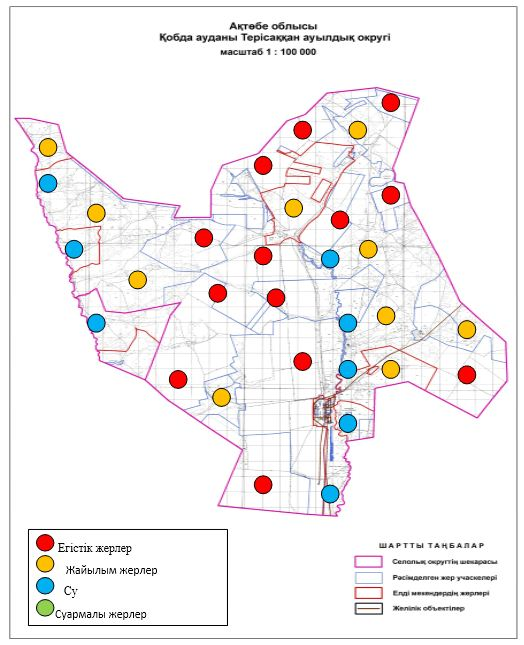 Ақтөбе облысы
Қобда ауданы Терісаққан ауылдық округі
масштаб 1 : 100 000
Егістік жерлер
Жайылым жерлер
Су
Суармалы жерлер
ШАРТТЫ ТАҢБАЛАР
Селолық округтің шекарасы
Рәсімделген жер учаскелері
Елді мекендердің жерлері
Желілік объектілер